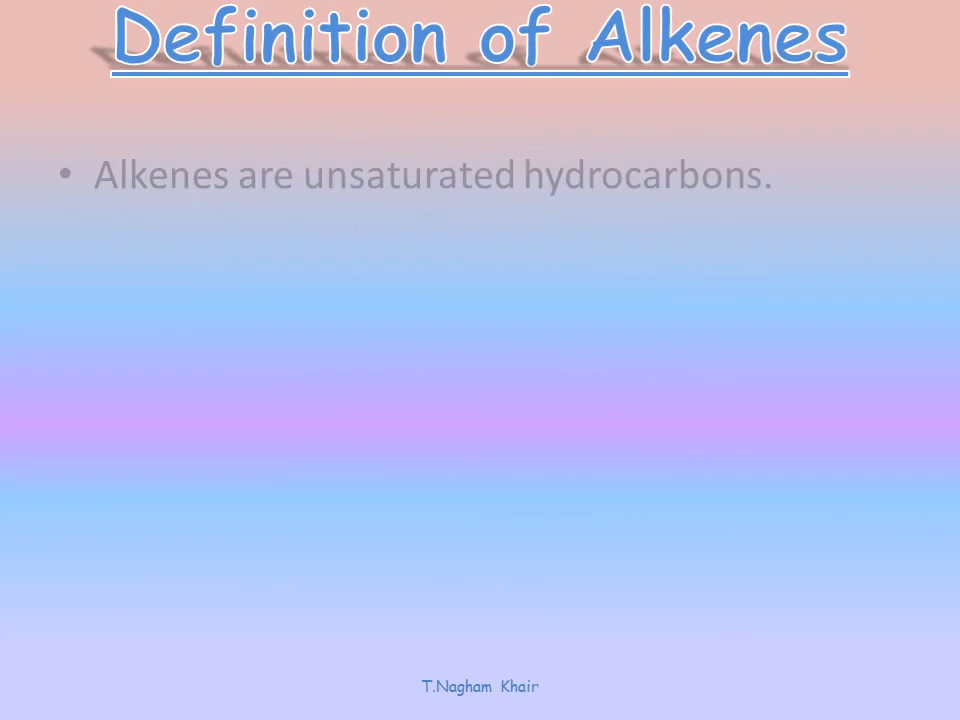 Definition of Alkenes
• Alkenes are unsaturated hydrocarbons.
T.Nagham Khair